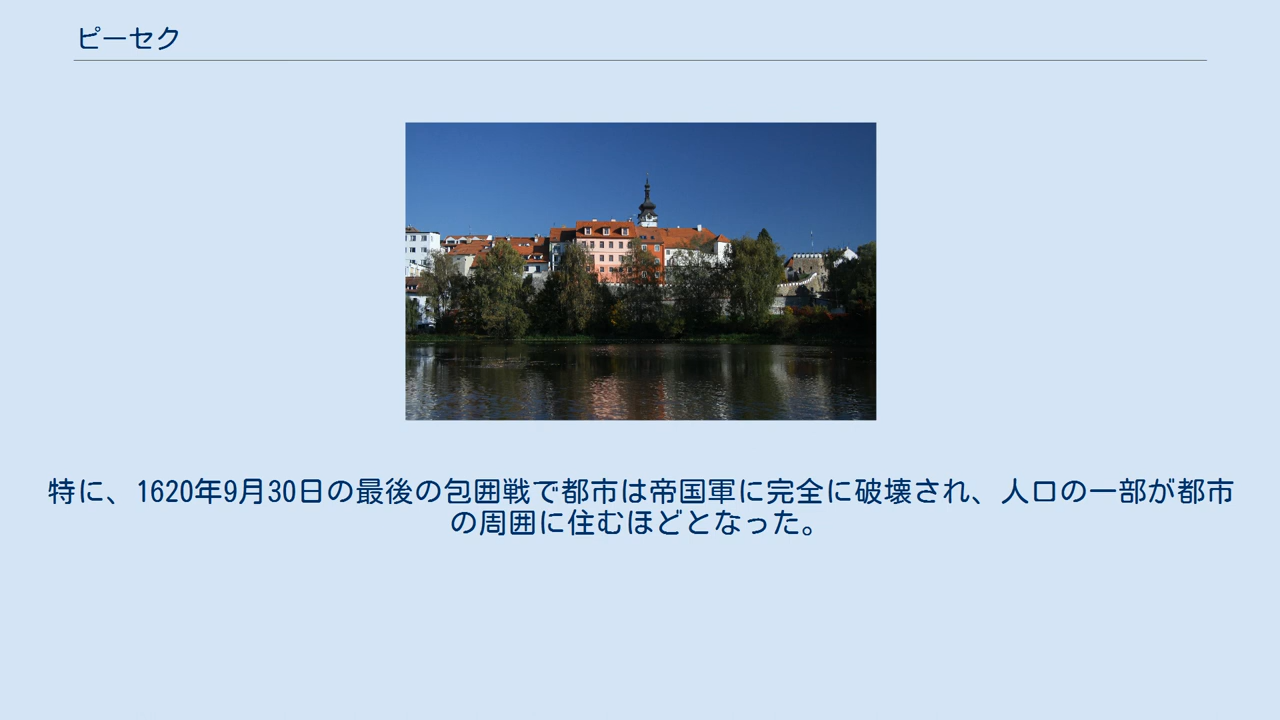 ピーセク
特に、1620年9月30日の最後の包囲戦で都市は帝国軍に完全に破壊され、人口の一部が都市
の周囲に住むほどとなった。